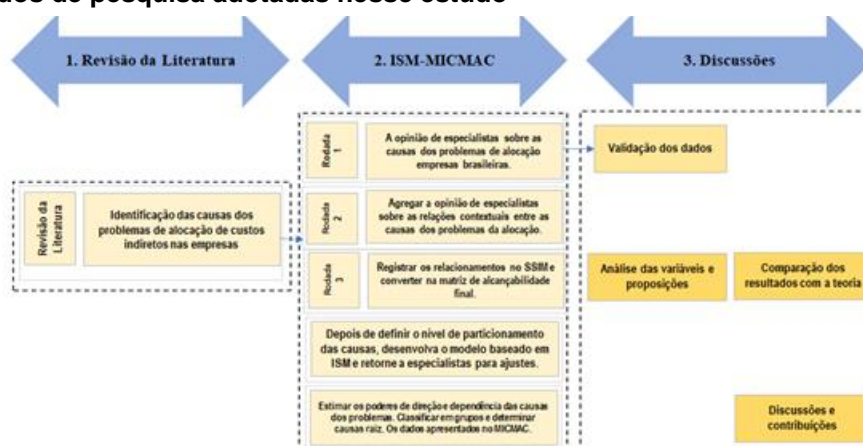 dos de pesquisa adotadas nesse estudo
1. Revisão da Literatura
2. ISM-MICMAC
3. Discussões
Revisão da
Literatura
Identificação das causas dos
problemas de alocação de custos
indiretos nas empresas
Rodada
1
A opinião de especialistas sobre as
causas dos problemas de alocação
empresas brasileiras.
Rodada
2
Agregar a opinião de especialistas
sobre as relações contextuais entre as
causas dos problemas da alocação.
Rodada
3
Registrar os relacionamentos no SSIM e
converter na matriz de alcançabilidade
final.
Depois de definir o nível de particionamento
das causas, desenvolva o modelo baseado em
ISM e retorne a especialistas para ajustes.
Estimar os poderes de direção e dependência das causas
dos problemas. Classificar em grupos e determinar
causas raiz. Os dados apresentados no MICMAC.
Validação dos dados
Análise das variáveis e
proposições
Comparação dos
resultados com a teoria
Discussões e
contribuições